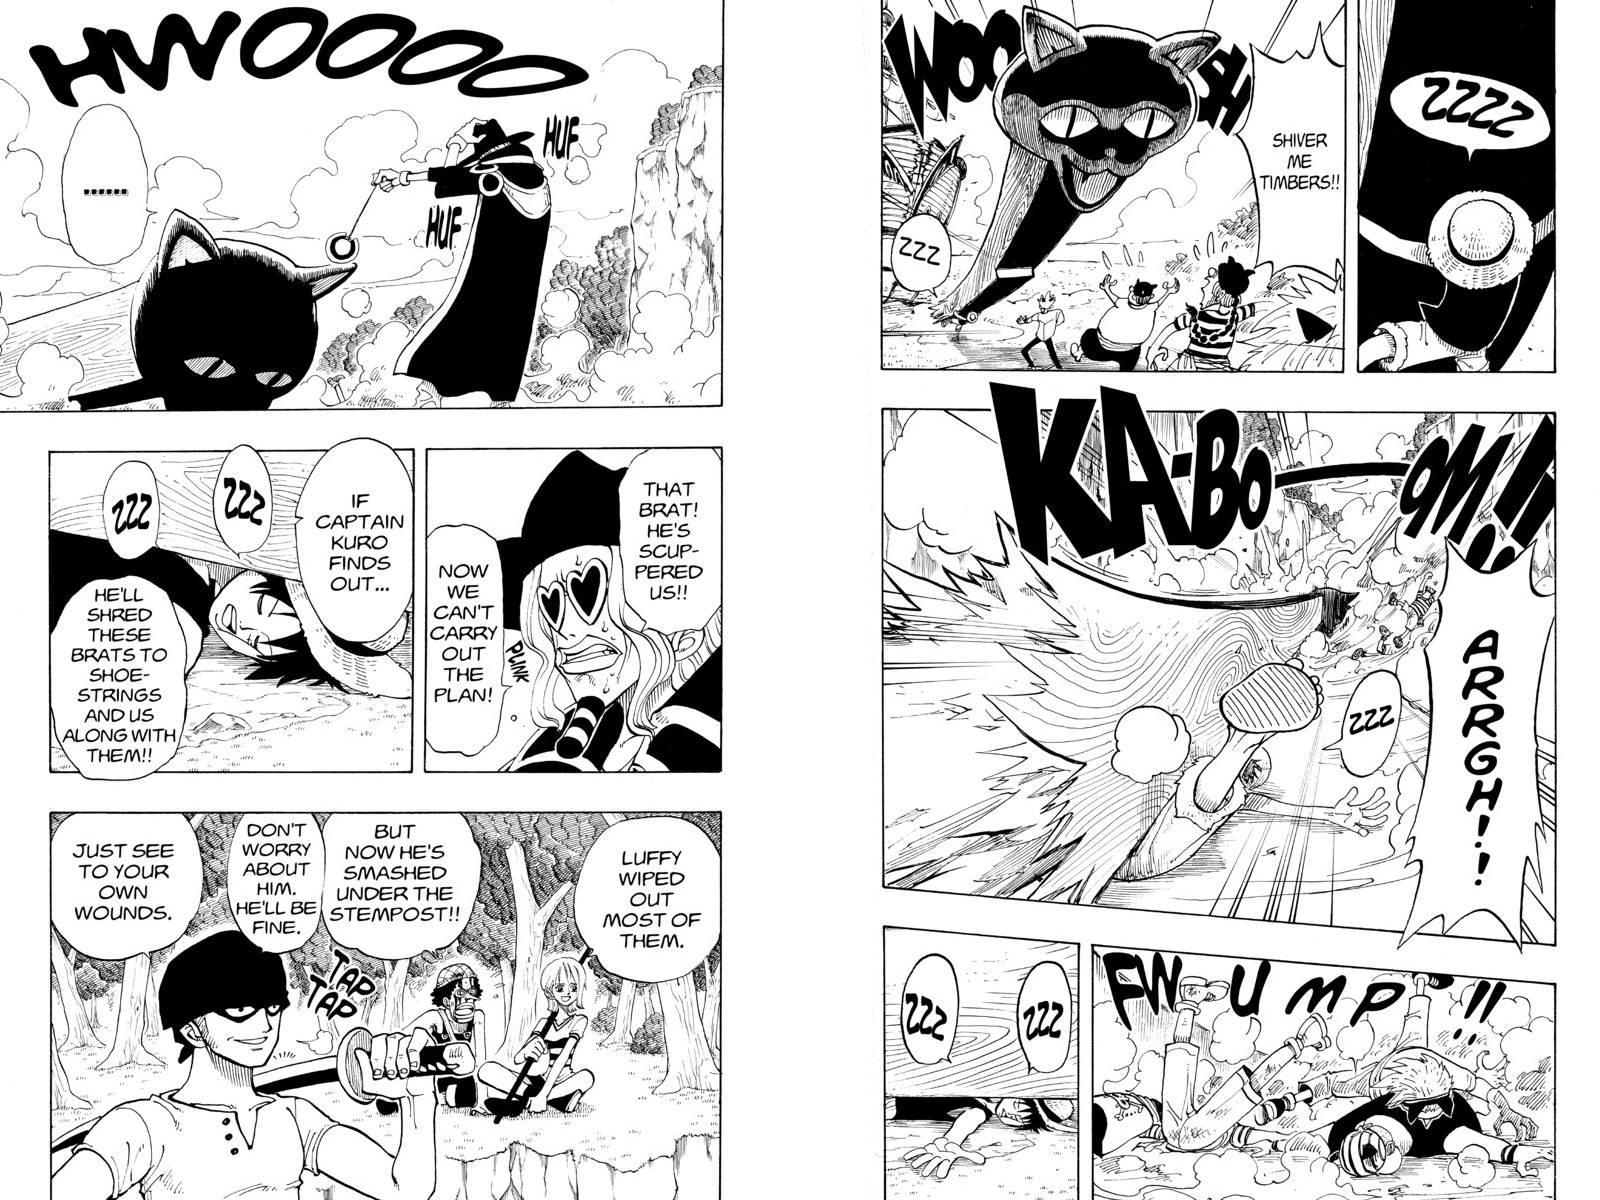 ZZZZ
WOOOSH
SHIVER
ME
TIMBERS!!
ZZZ
KA-BO-OM!!
ARRGH!!
ZZZ
FWUMP!!
ZZZ
ZZZ
HWOOOO
HUF
HUF
......
THAT
BRAT!
HE'S
SCUP-
PERED
US!!
NOW
WE
CAN'T
CARRY
OUT
THE
PLAN!
PLINK
IF
CAPTAIN
KURO
FINDS
OUT...
ZZZ
ZZZ
HE'LL
SHRED
THESE
BRATS TO
SHOE-
STRINGS
AND US
ALONG WITH
THEM!!
LUFFY
WIPED
OUT
MOST OF
THEM.
BUT
NOW HE'S
SMASHED
UNDER THE
STEMPOST!!
DON'T
WORRY
ABOUT
HIM.
HE'LL BE
FINE.
JUST SEE
TO YOUR
OWN
WOUNDS.
TAP
TAP